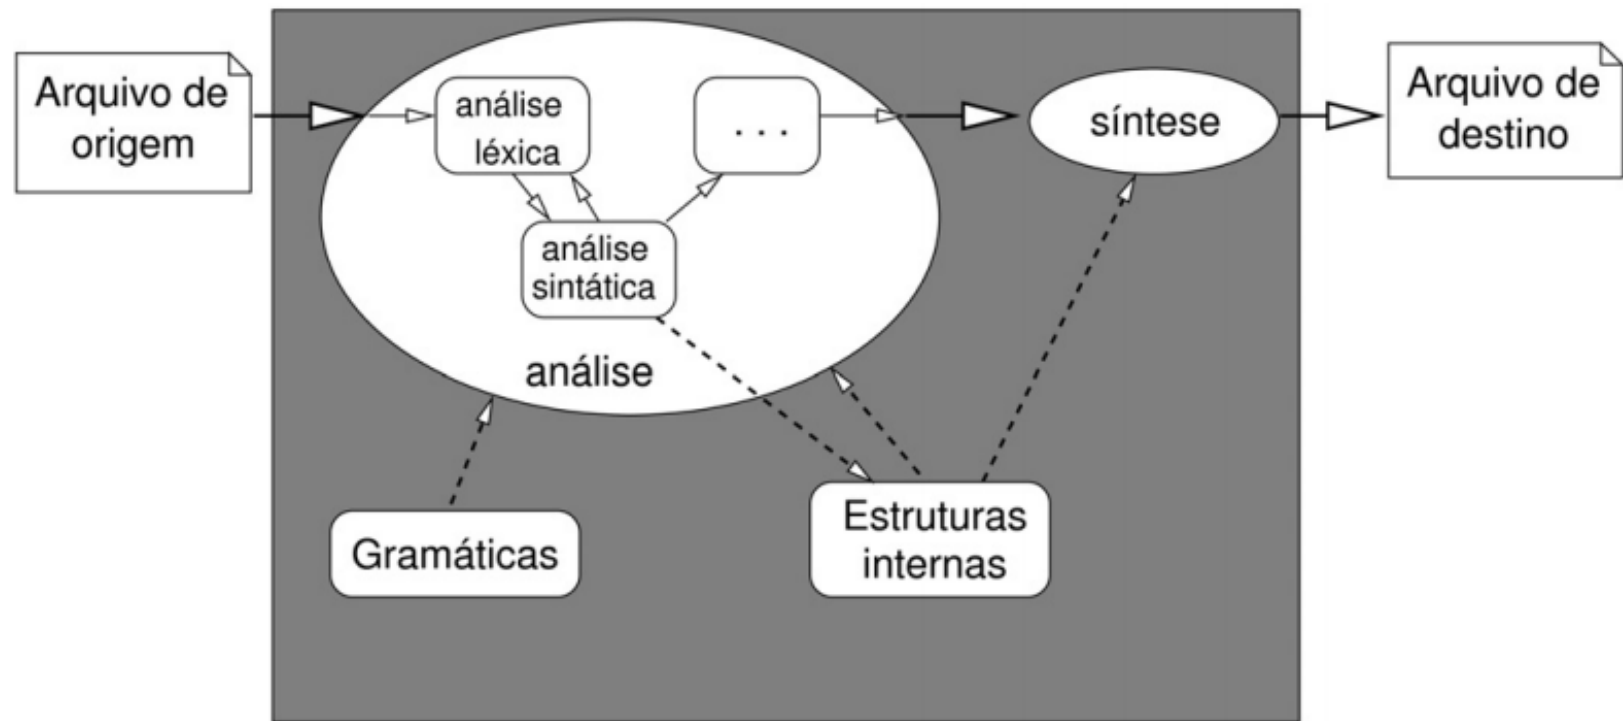 Arquivo de
origem
análise
léxica
. . .
análise
sintática
análise
síntese
Arquivo de
destino
Gramáticas
Estruturas
internas